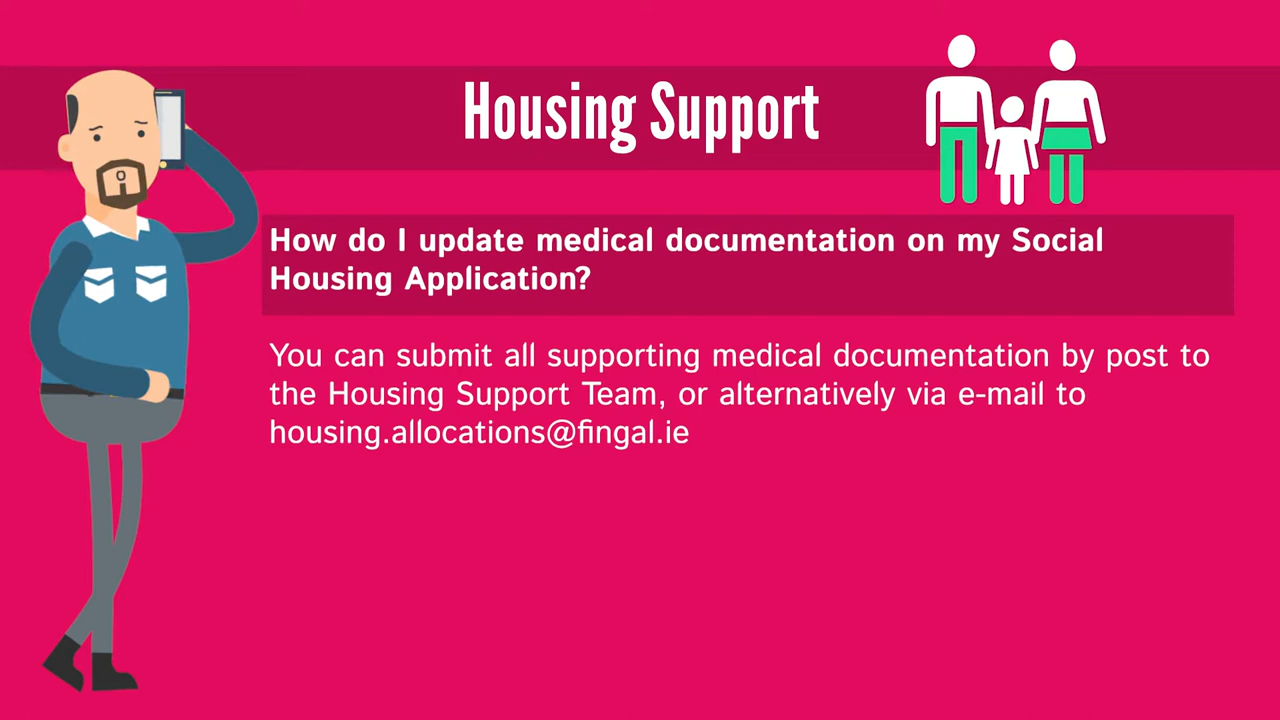 Housing Support
How do I update medical documentation on my Social
Housing Application?
You can submit all supporting medical documentation by post to
the Housing Support Team, or alternatively via e-mail to
housing.allocations@fingal.ie